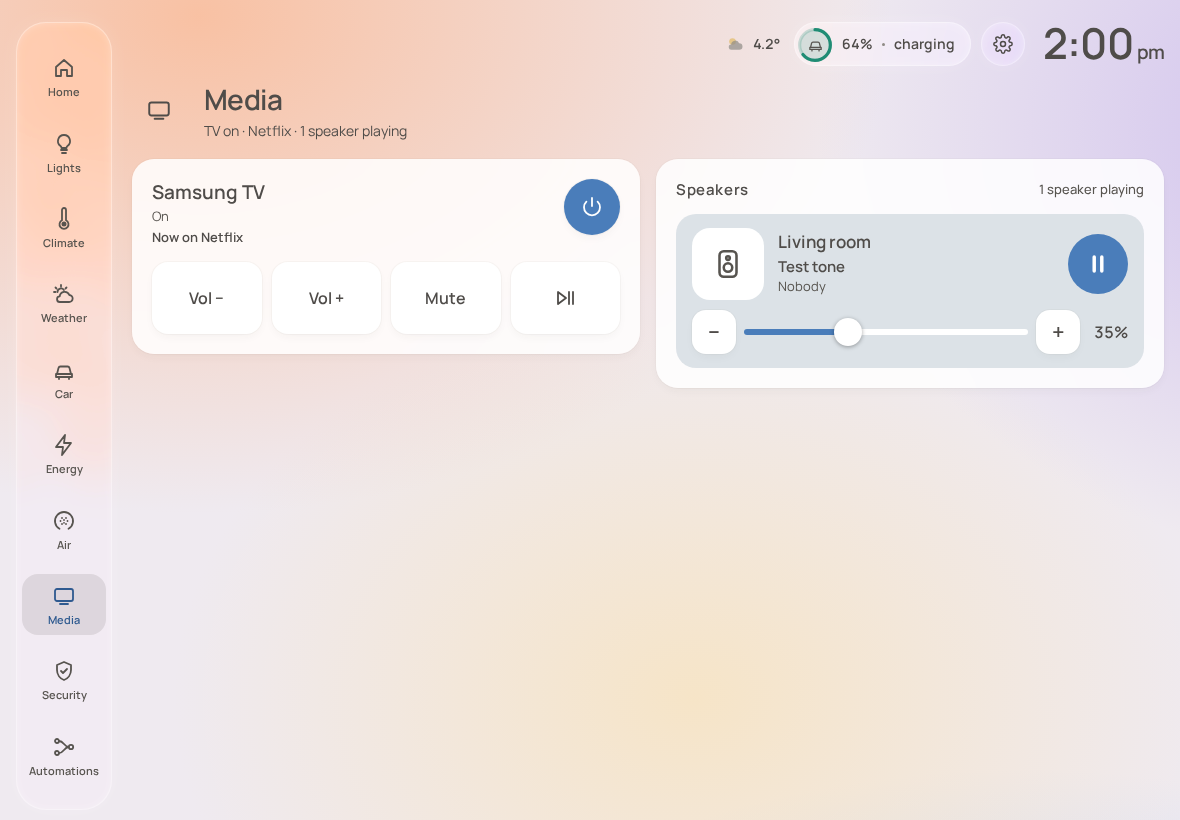 4.2°
64% • charging
2:00 pm
Home
Lights
Climate
Weather
Car
Energy
Air
Media
Security
Automations
Media
TV on · Netflix · 1 speaker playing
Samsung TV
On
Now on Netflix
Vol −
Vol +
Mute
Speakers
1 speaker playing
Living room
Test tone
Nobody
−
+
35%